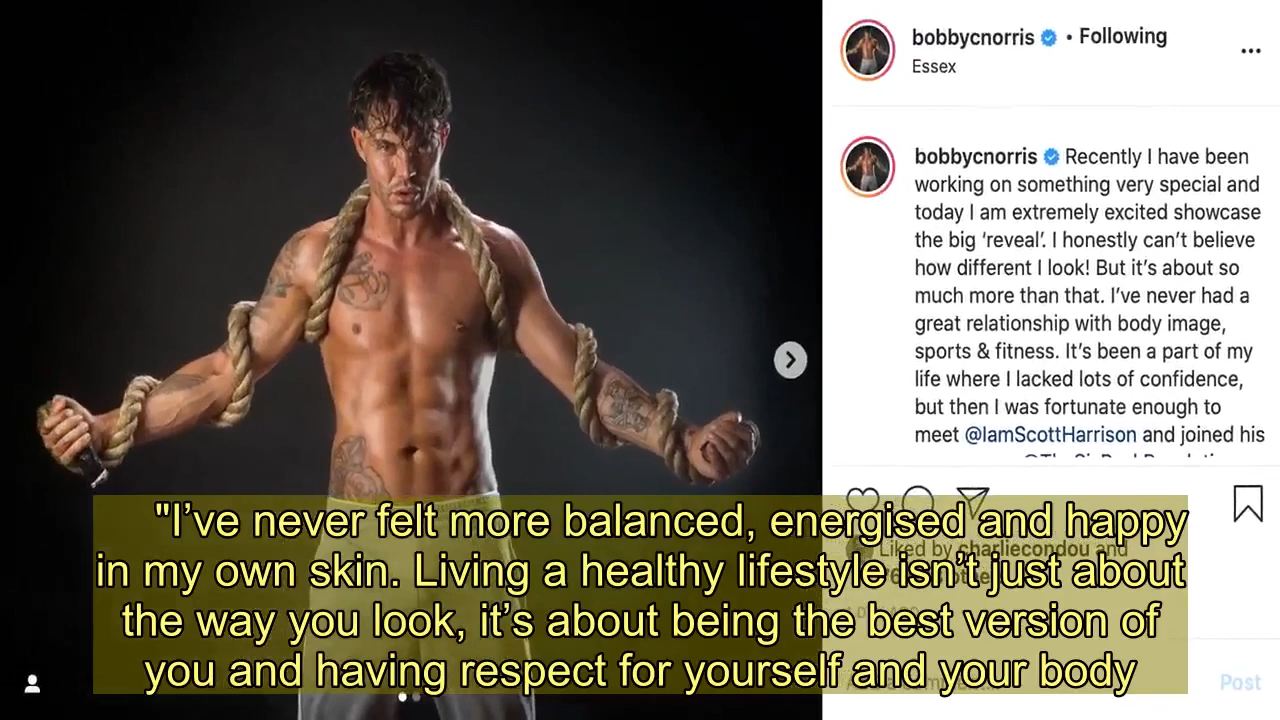 bobbycnorris • Following
Essex
bobbycnorris Recently I have been
working on something very special and
today I am extremely excited showcase
the big ‘reveal’. I honestly can’t believe
how different I look! But it’s about so
much more than that. I’ve never had a
great relationship with body image,
sports & fitness. It’s been a part of my
life where I lacked lots of confidence,
but then I was fortunate enough to
meet @IamScottHarrison and joined his
Liked by charliecondou and
"I’ve never felt more balanced, energised and happy
in my own skin. Living a healthy lifestyle isn’t just about
the way you look, it’s about being the best version of
you and having respect for yourself and your body
Post